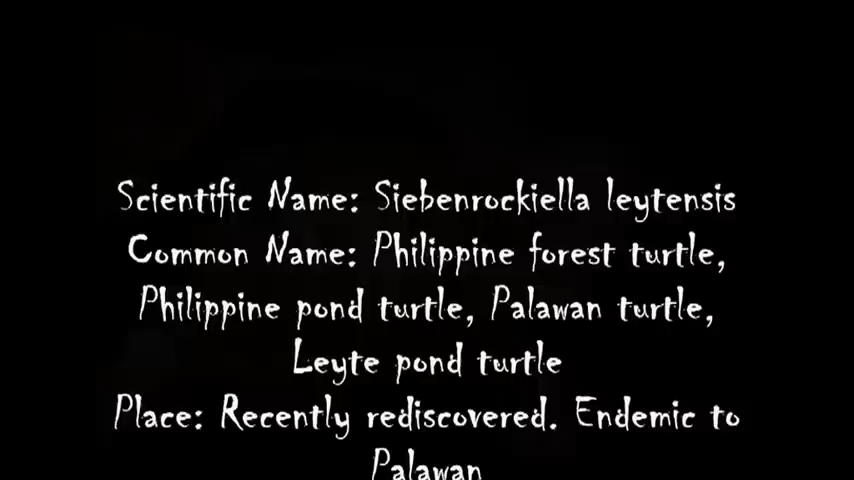 Scientific Name: Siebenrockiella leytensis
Common Name: Philippine forest turtle,
Philippine pond turtle, Palawan turtle,
Leyte pond turtle
Place: Recently rediscovered. Endemic to
Palawan